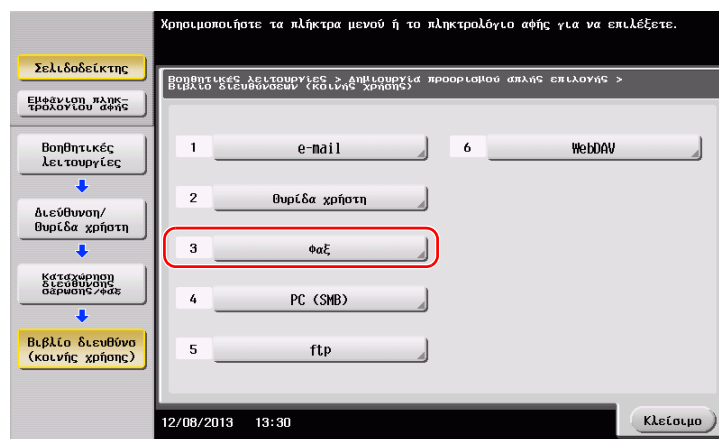 Χρησιμοποιήστε τα πλήκτρα μενού ή το πληκτρολόγιο αφής για να επιλέξετε.
Σελιδοδείκτης
Εμφάνιση πληκ-
τρολογίου αφής
Βοηθητικές
λειτουργίες
Διεύθυνση/
Θυρίδα χρήστη
Καταχώρηση
διεύθυνσης
σάρωσης/φαξ
Βιβλίο διευθύνσ
(κοινής χρήσης)
Βοηθητικές λειτουργίες > Δημιουργία προορισμού απλής επιλογής >
Βιβλίο διευθύνσεων (κοινής χρήσης)
1 e-mail
6 WebDAV
2 Θυρίδα χρήστη
3 Φαξ
4 PC (SMB)
5 ftp
12/08/2013 13:30
Κλείσιμο